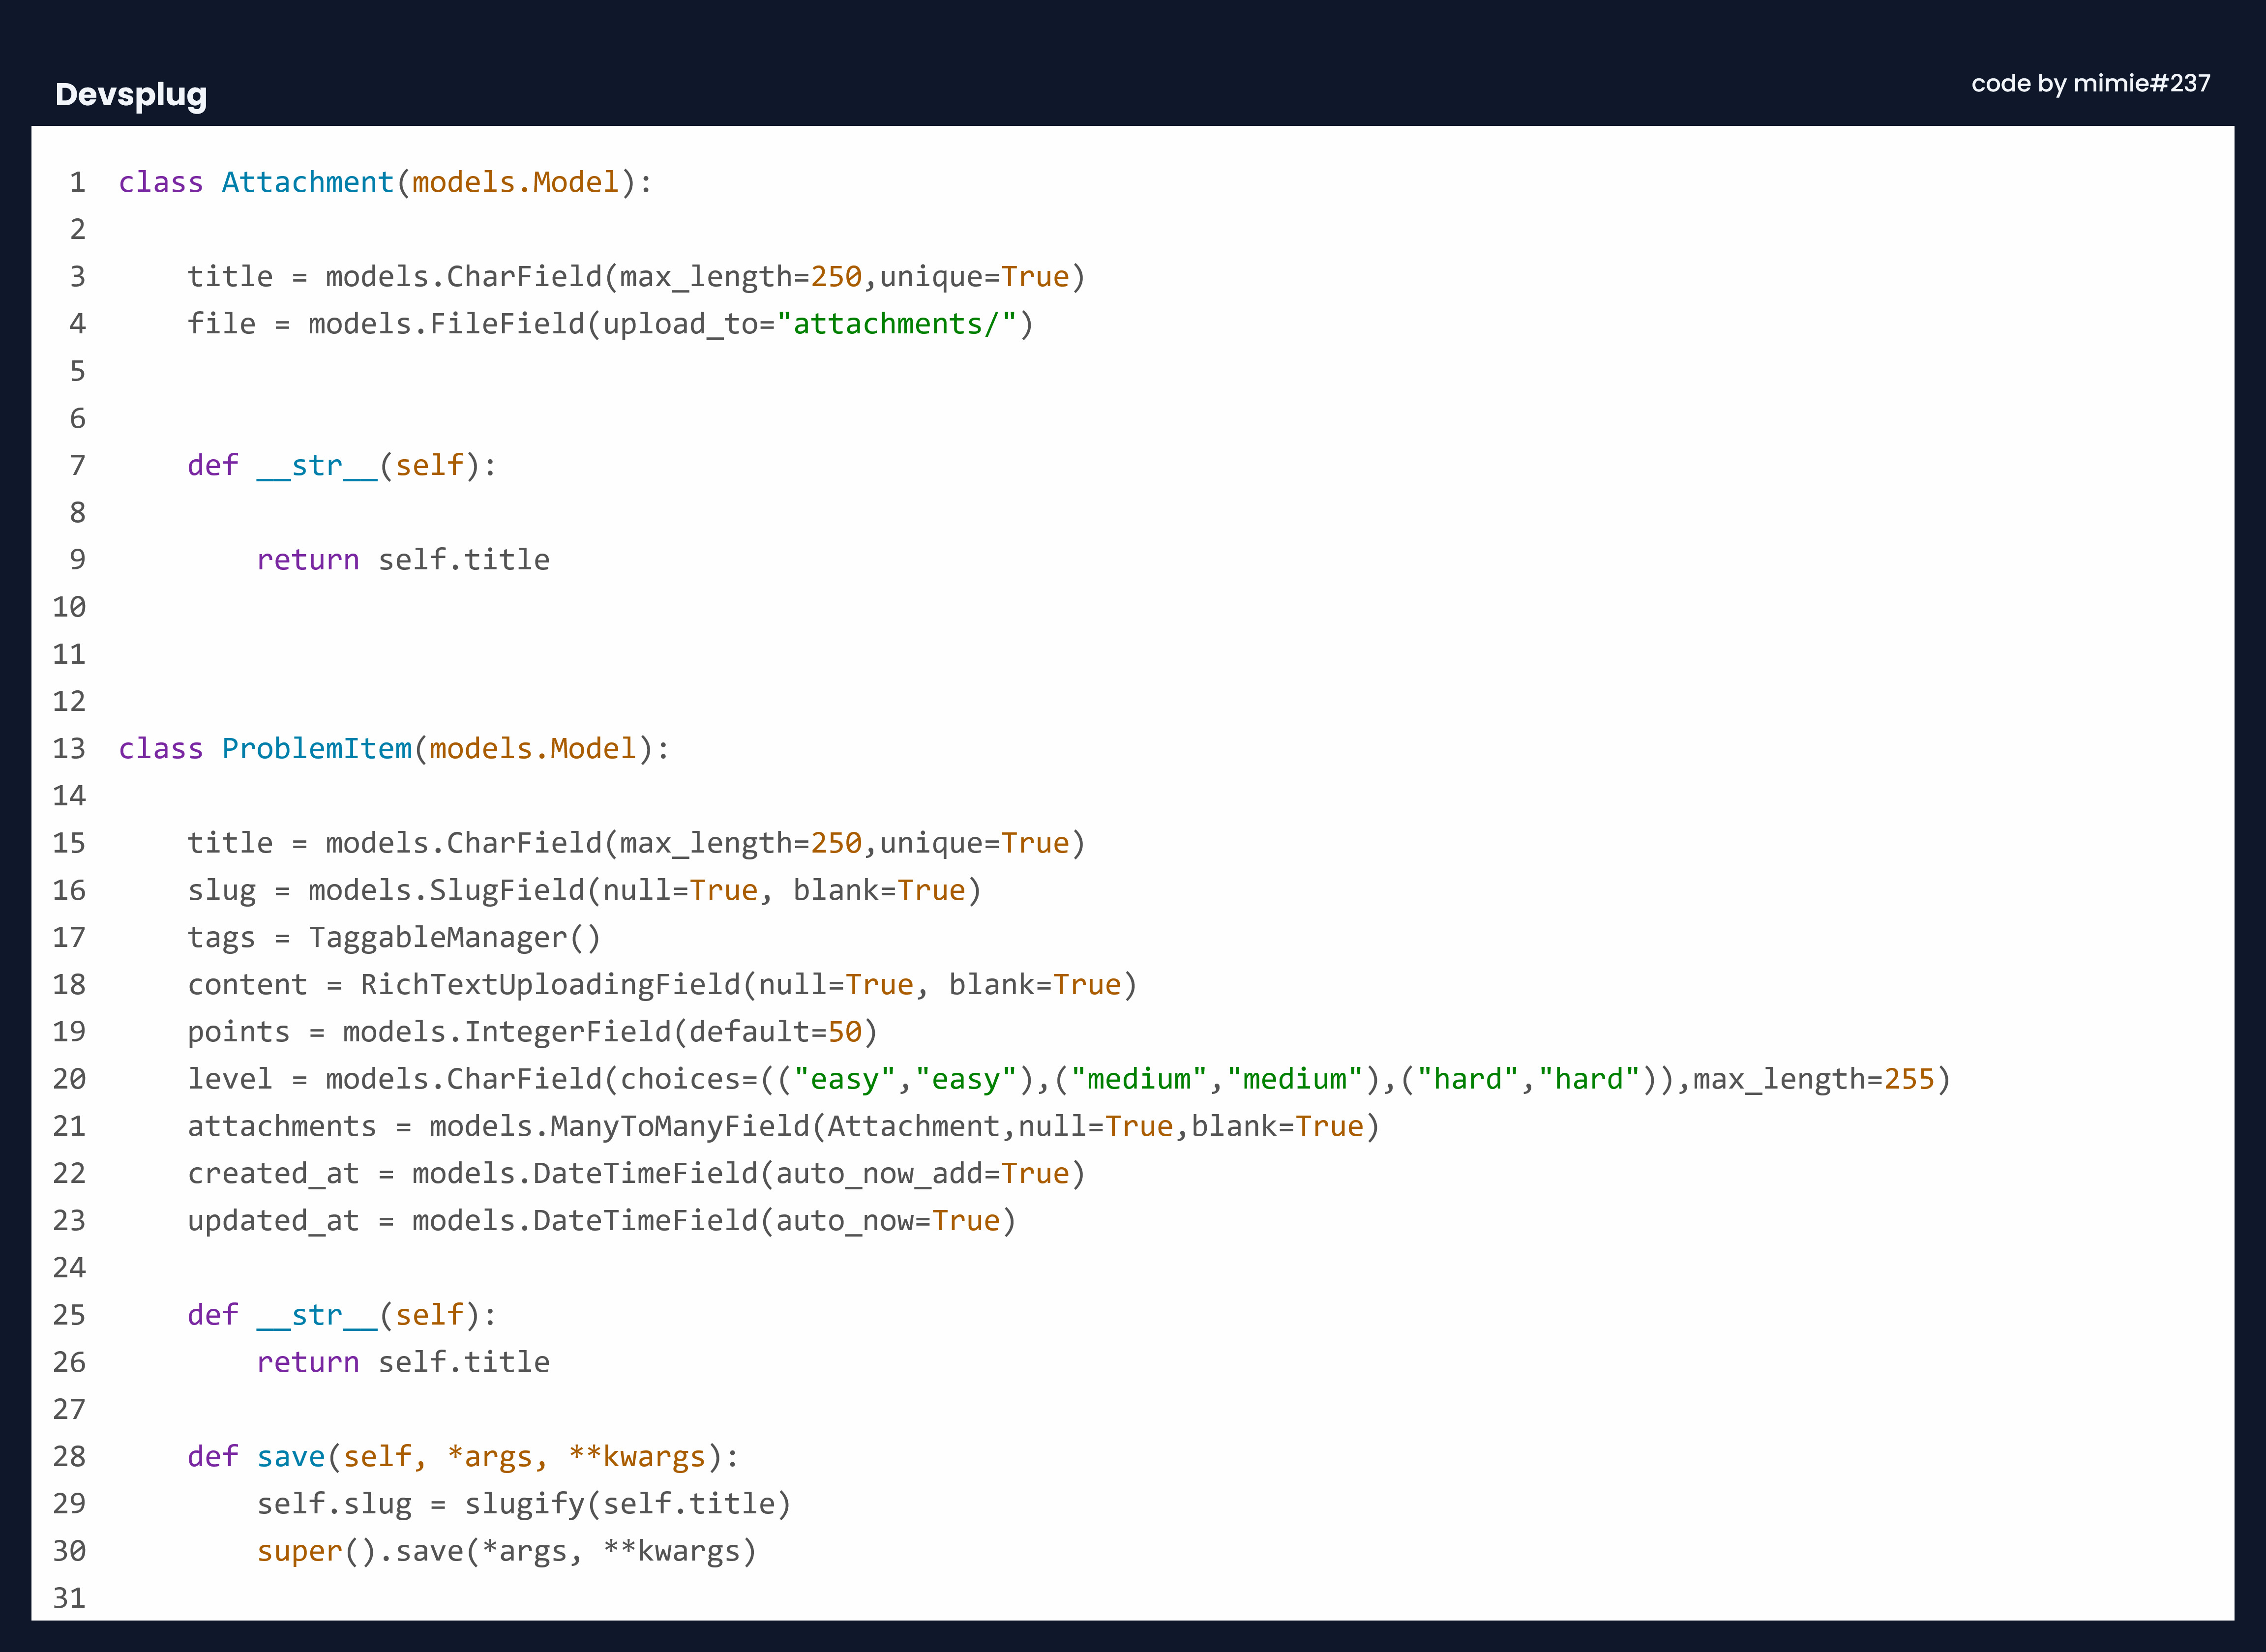 Devsplug
code by mimie#237
1 class Attachment(models.Model):
2
3     title = models.CharField(max_length=250,unique=True)
4     file = models.FileField(upload_to="attachments/")
5
6
7     def __str__(self):
8
9         return self.title
10
11
12
13 class ProblemItem(models.Model):
14
15     title = models.CharField(max_length=250,unique=True)
16     slug = models.SlugField(null=True, blank=True)
17     tags = TaggableManager()
18     content = RichTextUploadingField(null=True, blank=True)
19     points = models.IntegerField(default=50)
20     level = models.CharField(choices=(("easy","easy"),("medium","medium"),("hard","hard")),max_length=255)
21     attachments = models.ManyToManyField(Attachment,null=True,blank=True)
22     created_at = models.DateTimeField(auto_now_add=True)
23     updated_at = models.DateTimeField(auto_now=True)
24
25     def __str__(self):
26         return self.title
27
28     def save(self, *args, **kwargs):
29         self.slug = slugify(self.title)
30         super().save(*args, **kwargs)
31